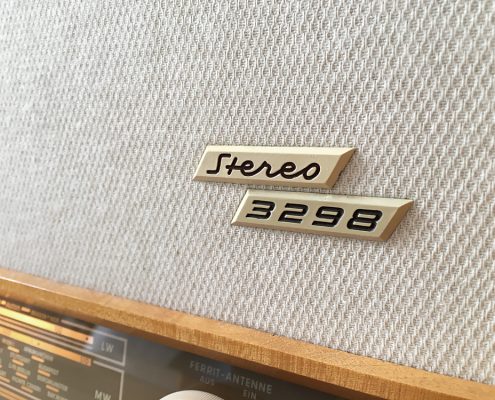 Stereo
3298
LW
MW
FERRIT-ANTENNE
AUS EIN